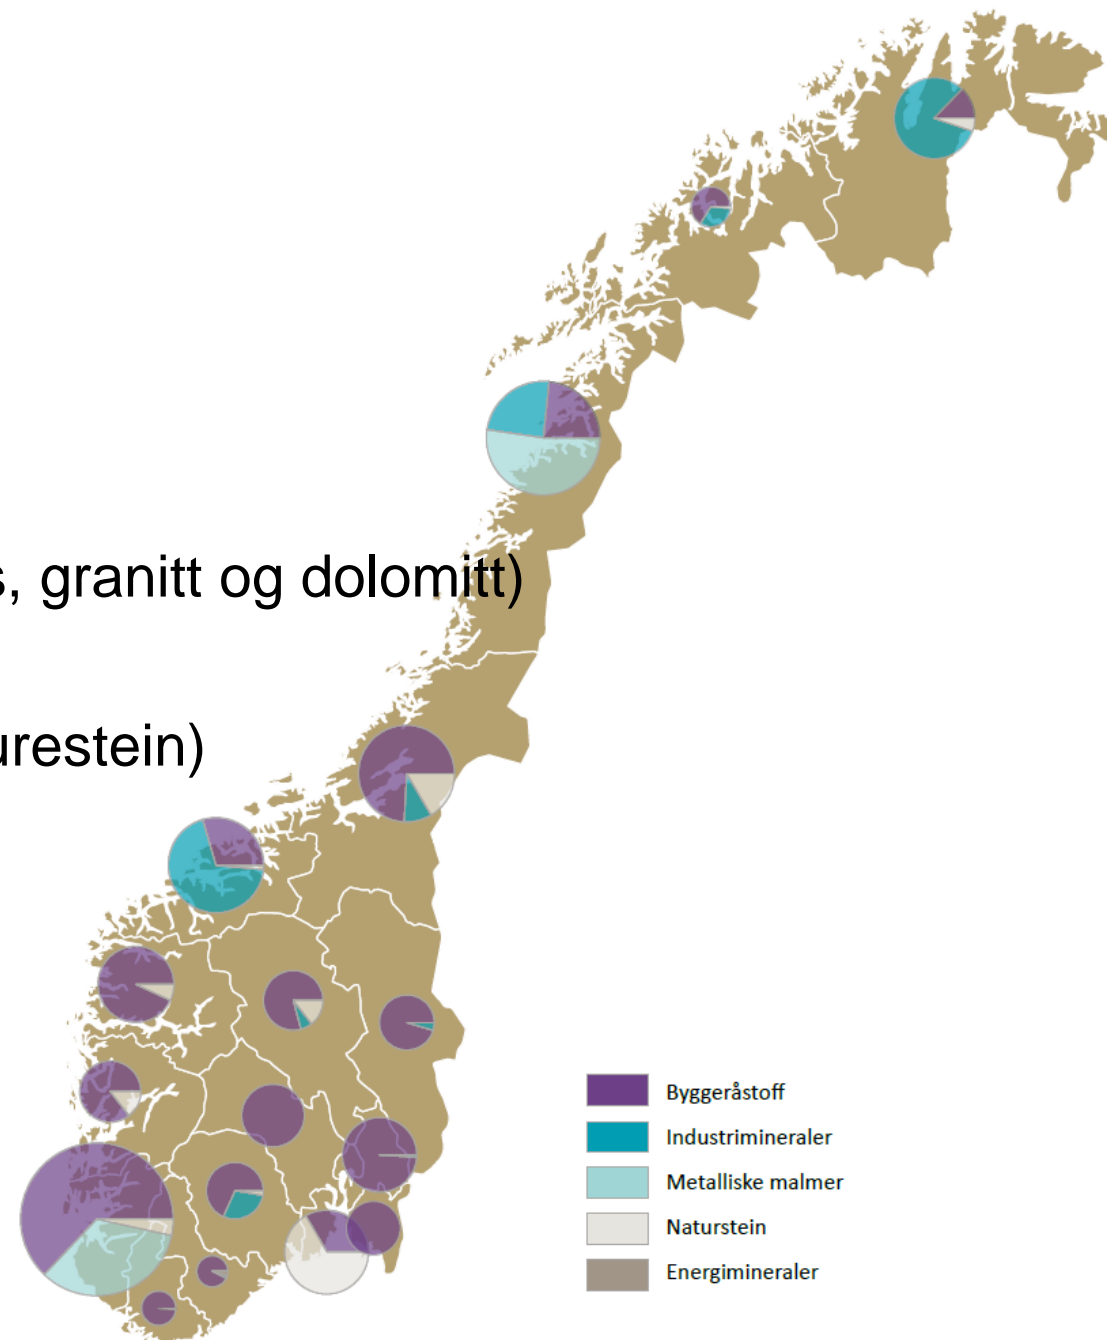 s, granitt og dolomitt)
urestein)
Byggeråstoff
Industrimineraler
Metalliske malmer
Naturstein
Energimineraler